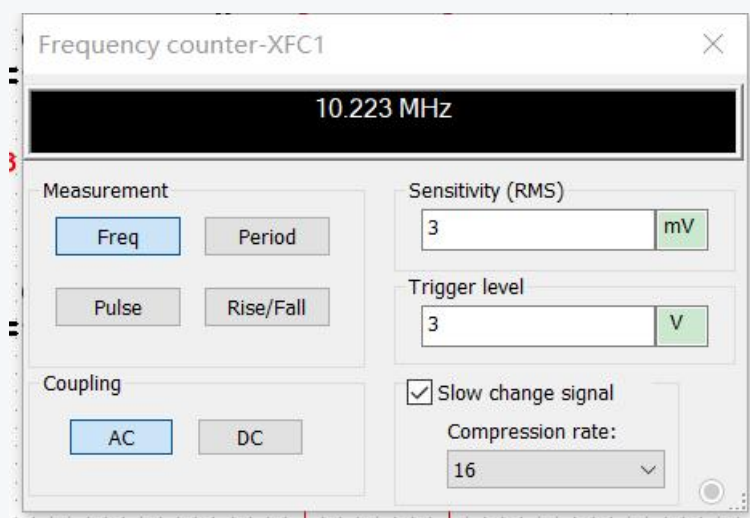 Frequency counter-XFC1
10.223 MHz
Measurement
Freq Period
Pulse Rise/Fall
Coupling
AC DC
Sensitivity (RMS)
3 mV
Trigger level
3 V
Slow change signal
Compression rate:
16